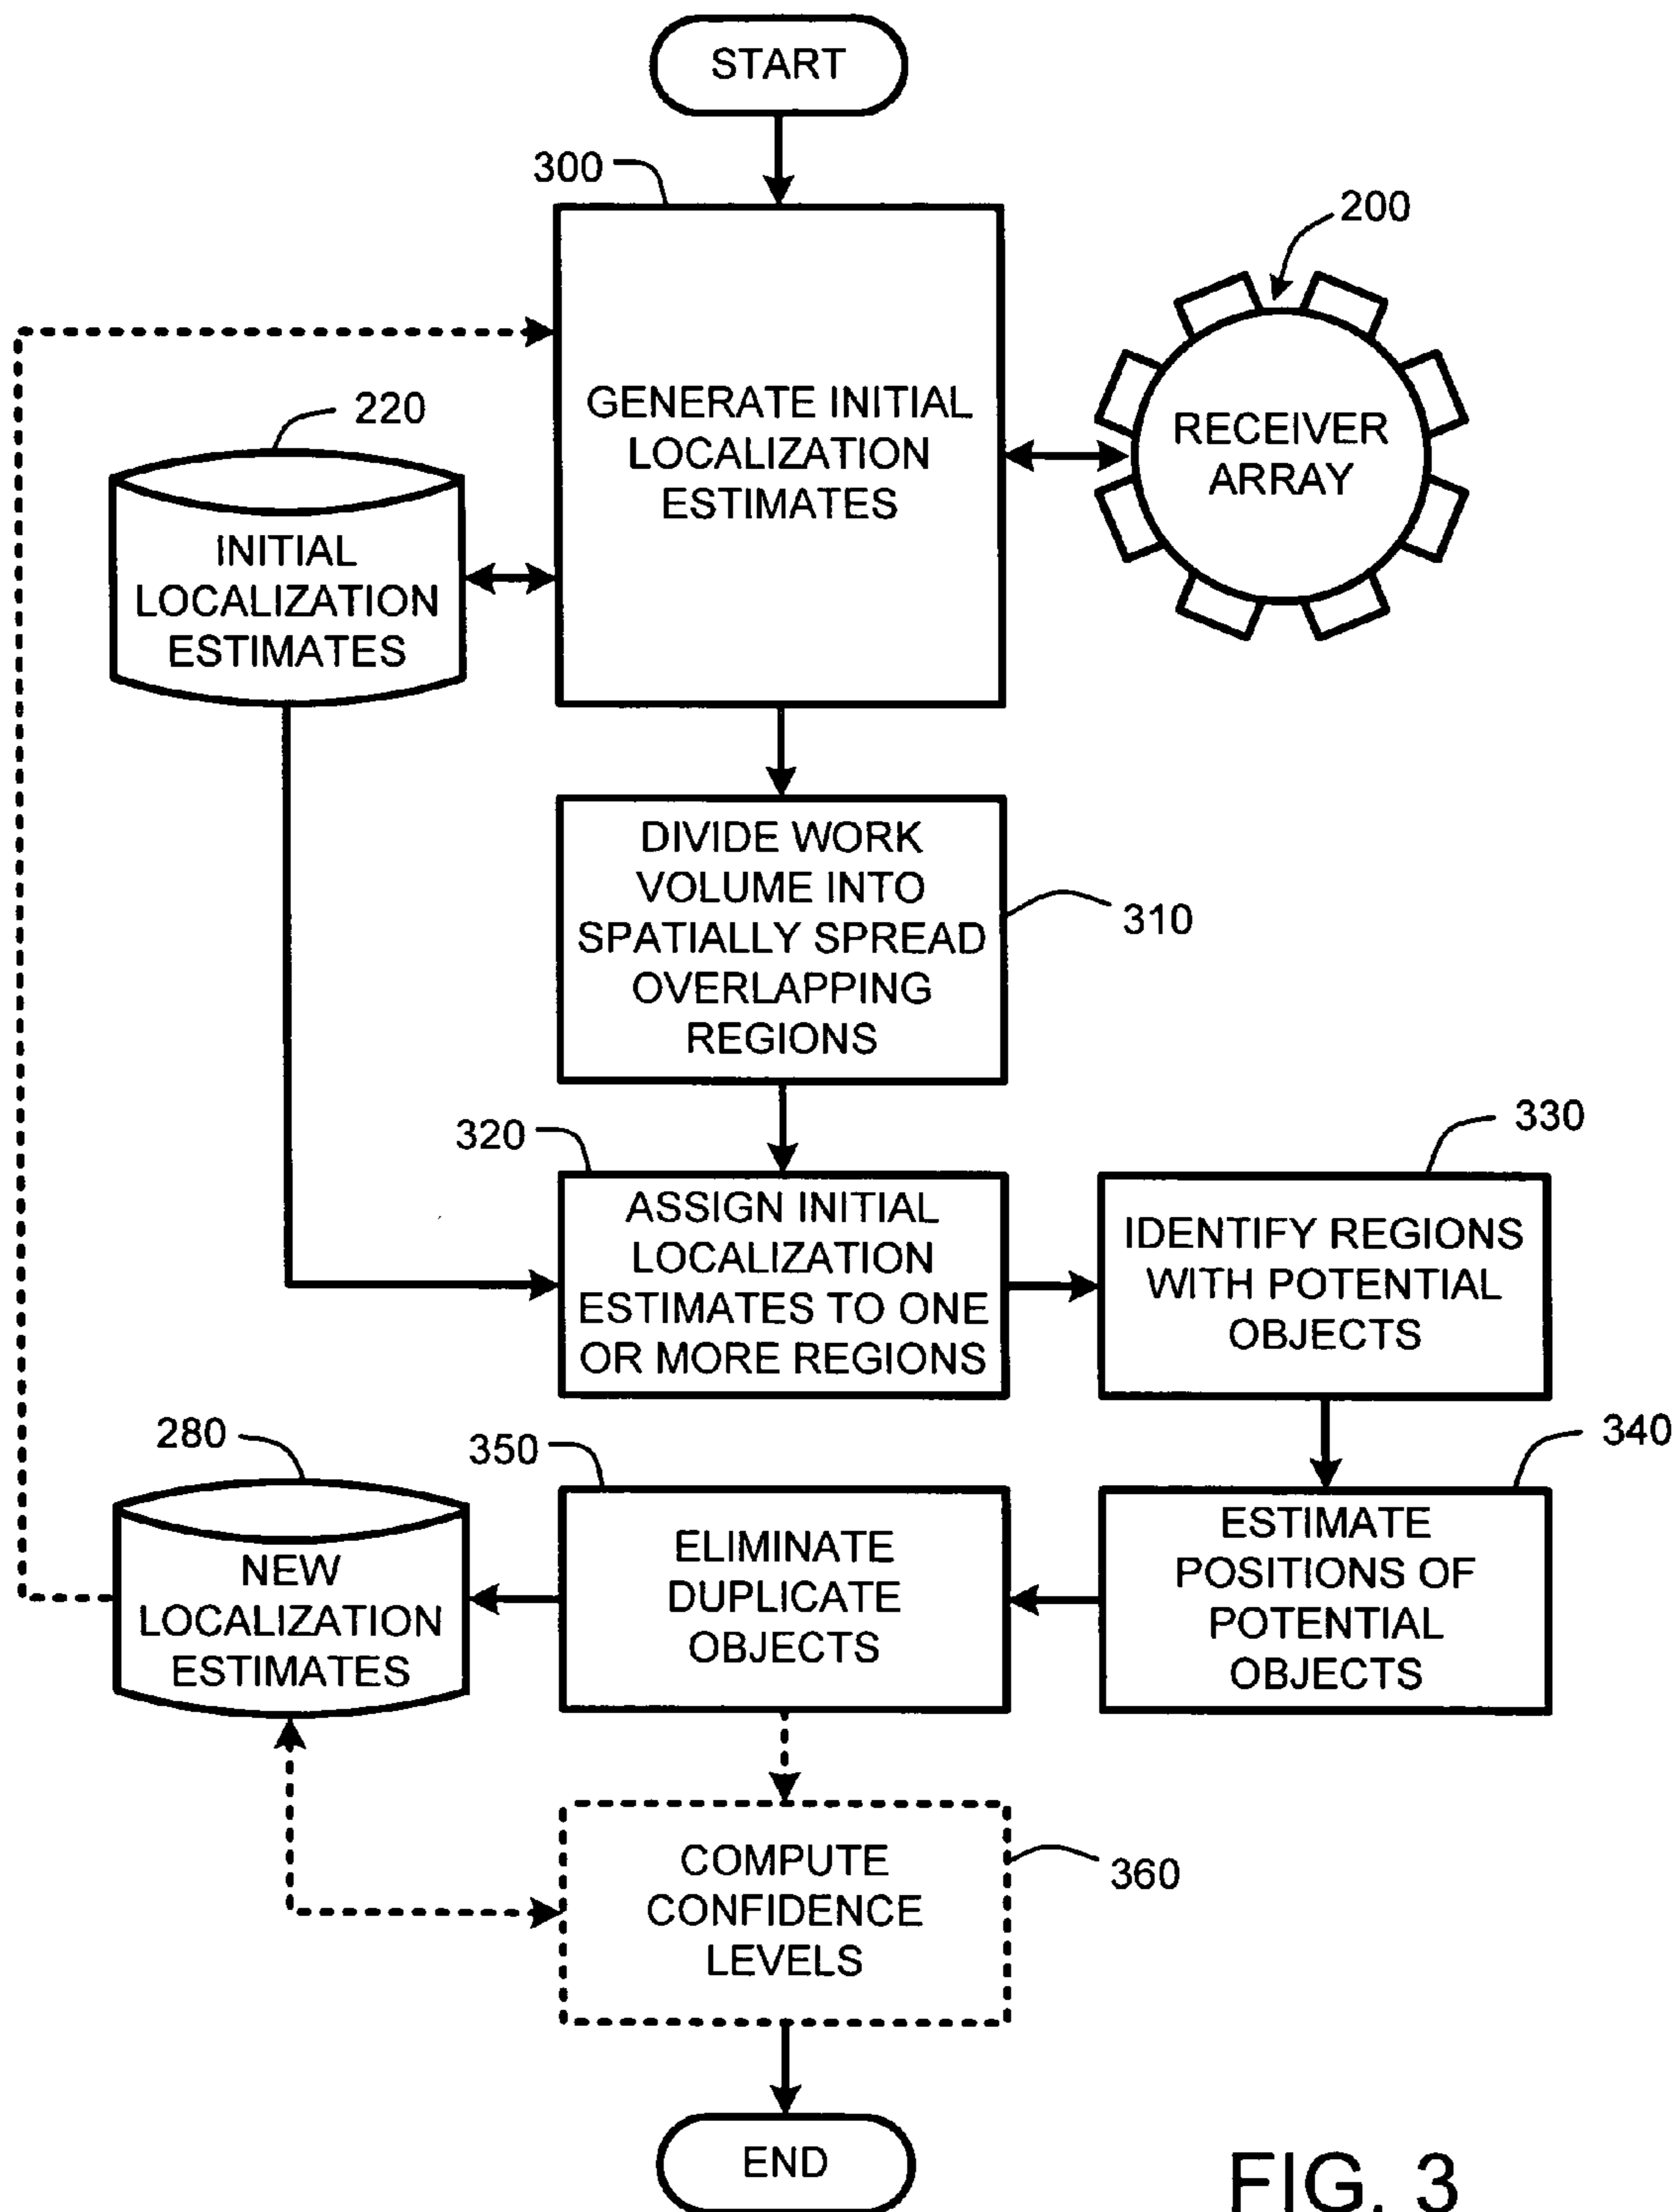 START
300
200
GENERATE INITIAL
LOCALIZATION
ESTIMATES
RECEIVER
ARRAY
220
INITIAL
LOCALIZATION
ESTIMATES
DIVIDE WORK
VOLUME INTO
SPATIALLY SPREAD
OVERLAPPING
REGIONS
310
320
ASSIGN INITIAL
LOCALIZATION
ESTIMATES TO ONE
OR MORE REGIONS
330
IDENTIFY REGIONS
WITH POTENTIAL
OBJECTS
340
ESTIMATE
POSITIONS OF
POTENTIAL
OBJECTS
350
ELIMINATE
DUPLICATE
OBJECTS
280
NEW
LOCALIZATION
ESTIMATES
COMPUTE
CONFIDENCE
LEVELS
360
END
FIG. 3